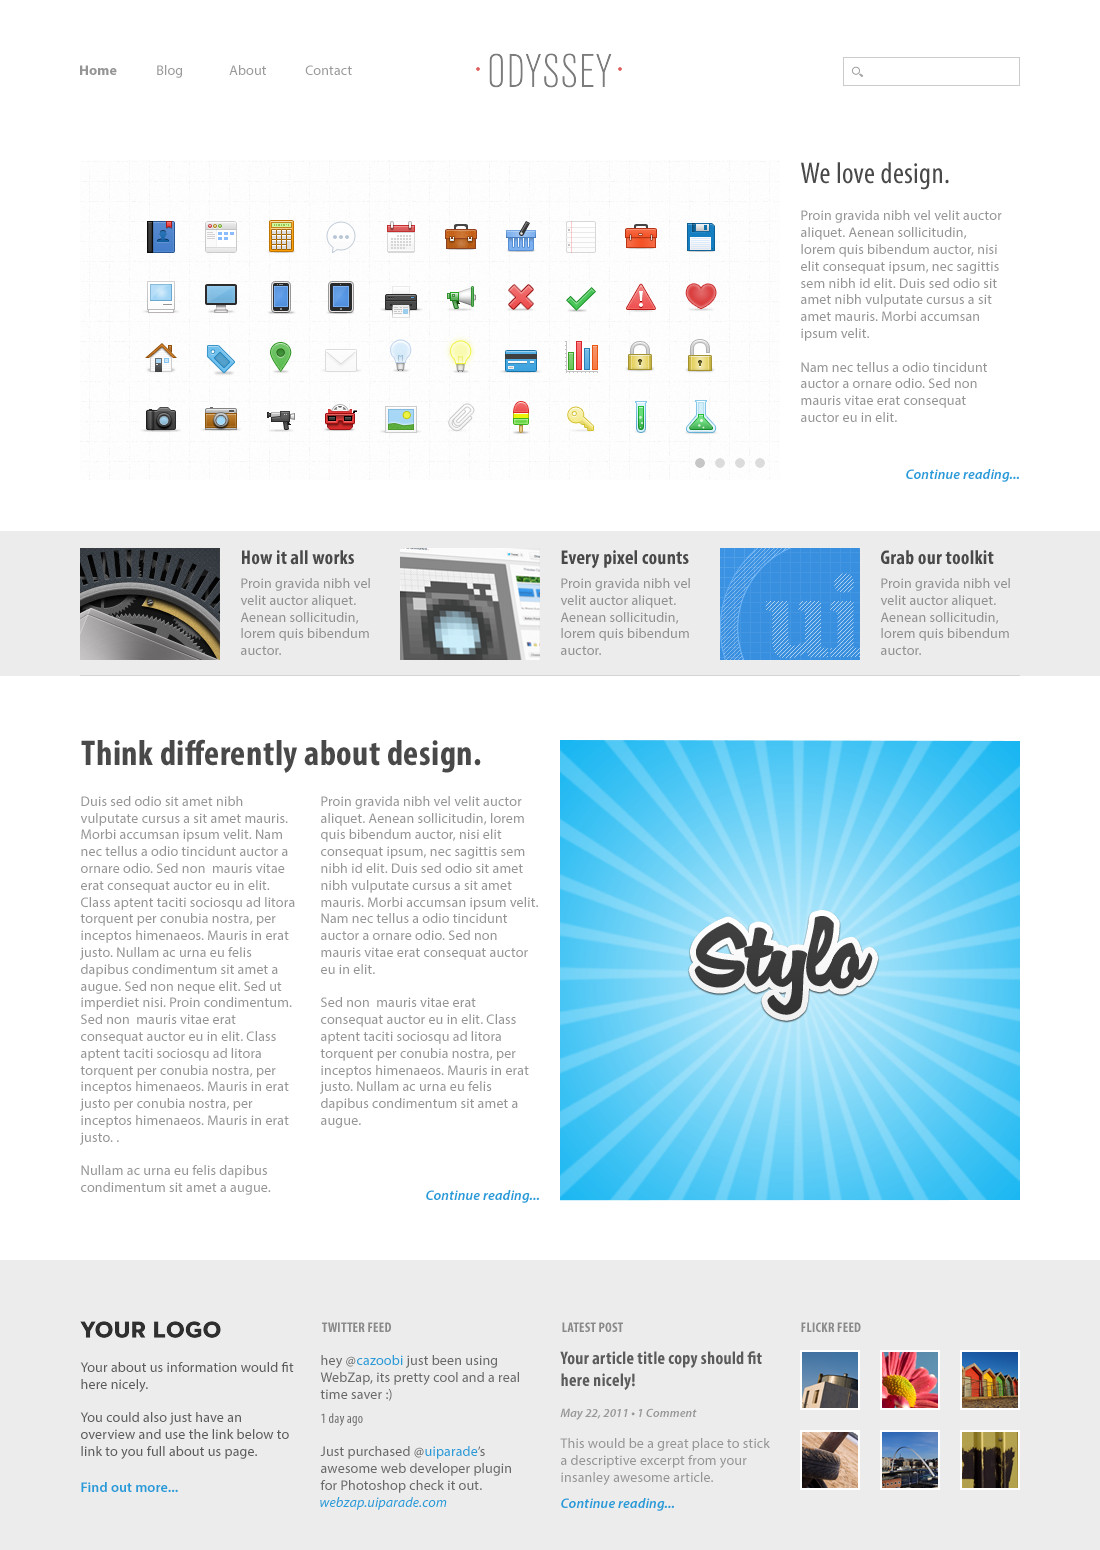 Home Blog About Contact
ODYSSEY
We love design.
Proin gravida nibh vel velit auctor
aliquet. Aenean sollicitudin,
lorem quis bibendum auctor, nisi
elit consequat ipsum, nec sagittis
sem nibh id elit. Duis sed odio sit
amet nibh vulputate cursus a sit
amet mauris. Morbi accumsan
ipsum velit.
Nam nec tellus a odio tincidunt
auctor a ornare odio. Sed non
mauris vitae erat consequat
auctor eu in elit.
Continue reading...
How it all works
Proin gravida nibh vel
velit auctor aliquet.
Aenean sollicitudin,
lorem quis bibendum
auctor.
Every pixel counts
Proin gravida nibh vel
velit auctor aliquet.
Aenean sollicitudin,
lorem quis bibendum
auctor.
ui
Grab our toolkit
Proin gravida nibh vel
velit auctor aliquet.
Aenean sollicitudin,
lorem quis bibendum
auctor.
Think differently about design.
Duis sed odio sit amet nibh
vulputate cursus a sit amet mauris.
Morbi accumsan ipsum velit. Nam
nec tellus a odio tincidunt auctor a
ornare odio. Sed non  mauris vitae
erat consequat auctor eu in elit.
Class aptent taciti sociosqu ad litora
torquent per conubia nostra, per
inceptos himenaeos. Mauris in erat
justo. Nullam ac urna eu felis
dapibus condimentum sit amet a
augue. Sed non neque elit. Sed ut
imperdiet nisi. Proin condimentum.
Sed non  mauris vitae erat
consequat auctor eu in elit. Class
aptent taciti sociosqu ad litora
torquent per conubia nostra, per
inceptos himenaeos. Mauris in erat
justo per conubia nostra, per
inceptos himenaeos. Mauris in erat
justo. .
Nullam ac urna eu felis dapibus
condimentum sit amet a augue.
Proin gravida nibh vel velit auctor
aliquet. Aenean sollicitudin, lorem
quis bibendum auctor, nisi elit
consequat ipsum, nec sagittis sem
nibh id elit. Duis sed odio sit amet
nibh vulputate cursus a sit amet
mauris. Morbi accumsan ipsum velit.
Nam nec tellus a odio tincidunt
auctor a ornare odio. Sed non
mauris vitae erat consequat auctor
eu in elit.
Sed non  mauris vitae erat
consequat auctor eu in elit. Class
aptent taciti sociosqu ad litora
torquent per conubia nostra, per
inceptos himenaeos. Mauris in erat
justo. Nullam ac urna eu felis
dapibus condimentum sit amet a
augue.
Continue reading...
Stylo
YOUR LOGO
Your about us information would fit
here nicely.
You could also just have an
overview and use the link below to
link to you full about us page.
Find out more...
TWITTER FEED
hey @cazoobi just been using
WebZap, its pretty cool and a real
time saver :)
1 day ago
Just purchased @uiparade's
awesome web developer plugin
for Photoshop check it out.
webzap.uiparade.com
LATEST POST
Your article title copy should fit
here nicely!
May 22, 2011 • 1 Comment
This would be a great place to stick
a descriptive excerpt from your
insanley awesome article.
Continue reading...
FLICKR FEED